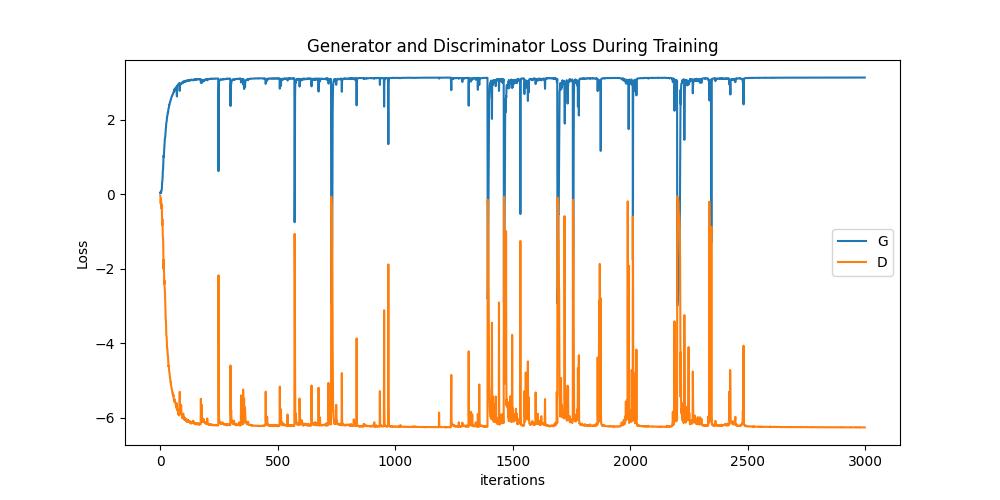 Generator and Discriminator Loss During Training
2
0
−2
−4
−6
Loss
G
D
0
500
1000
1500
2000
2500
3000
iterations